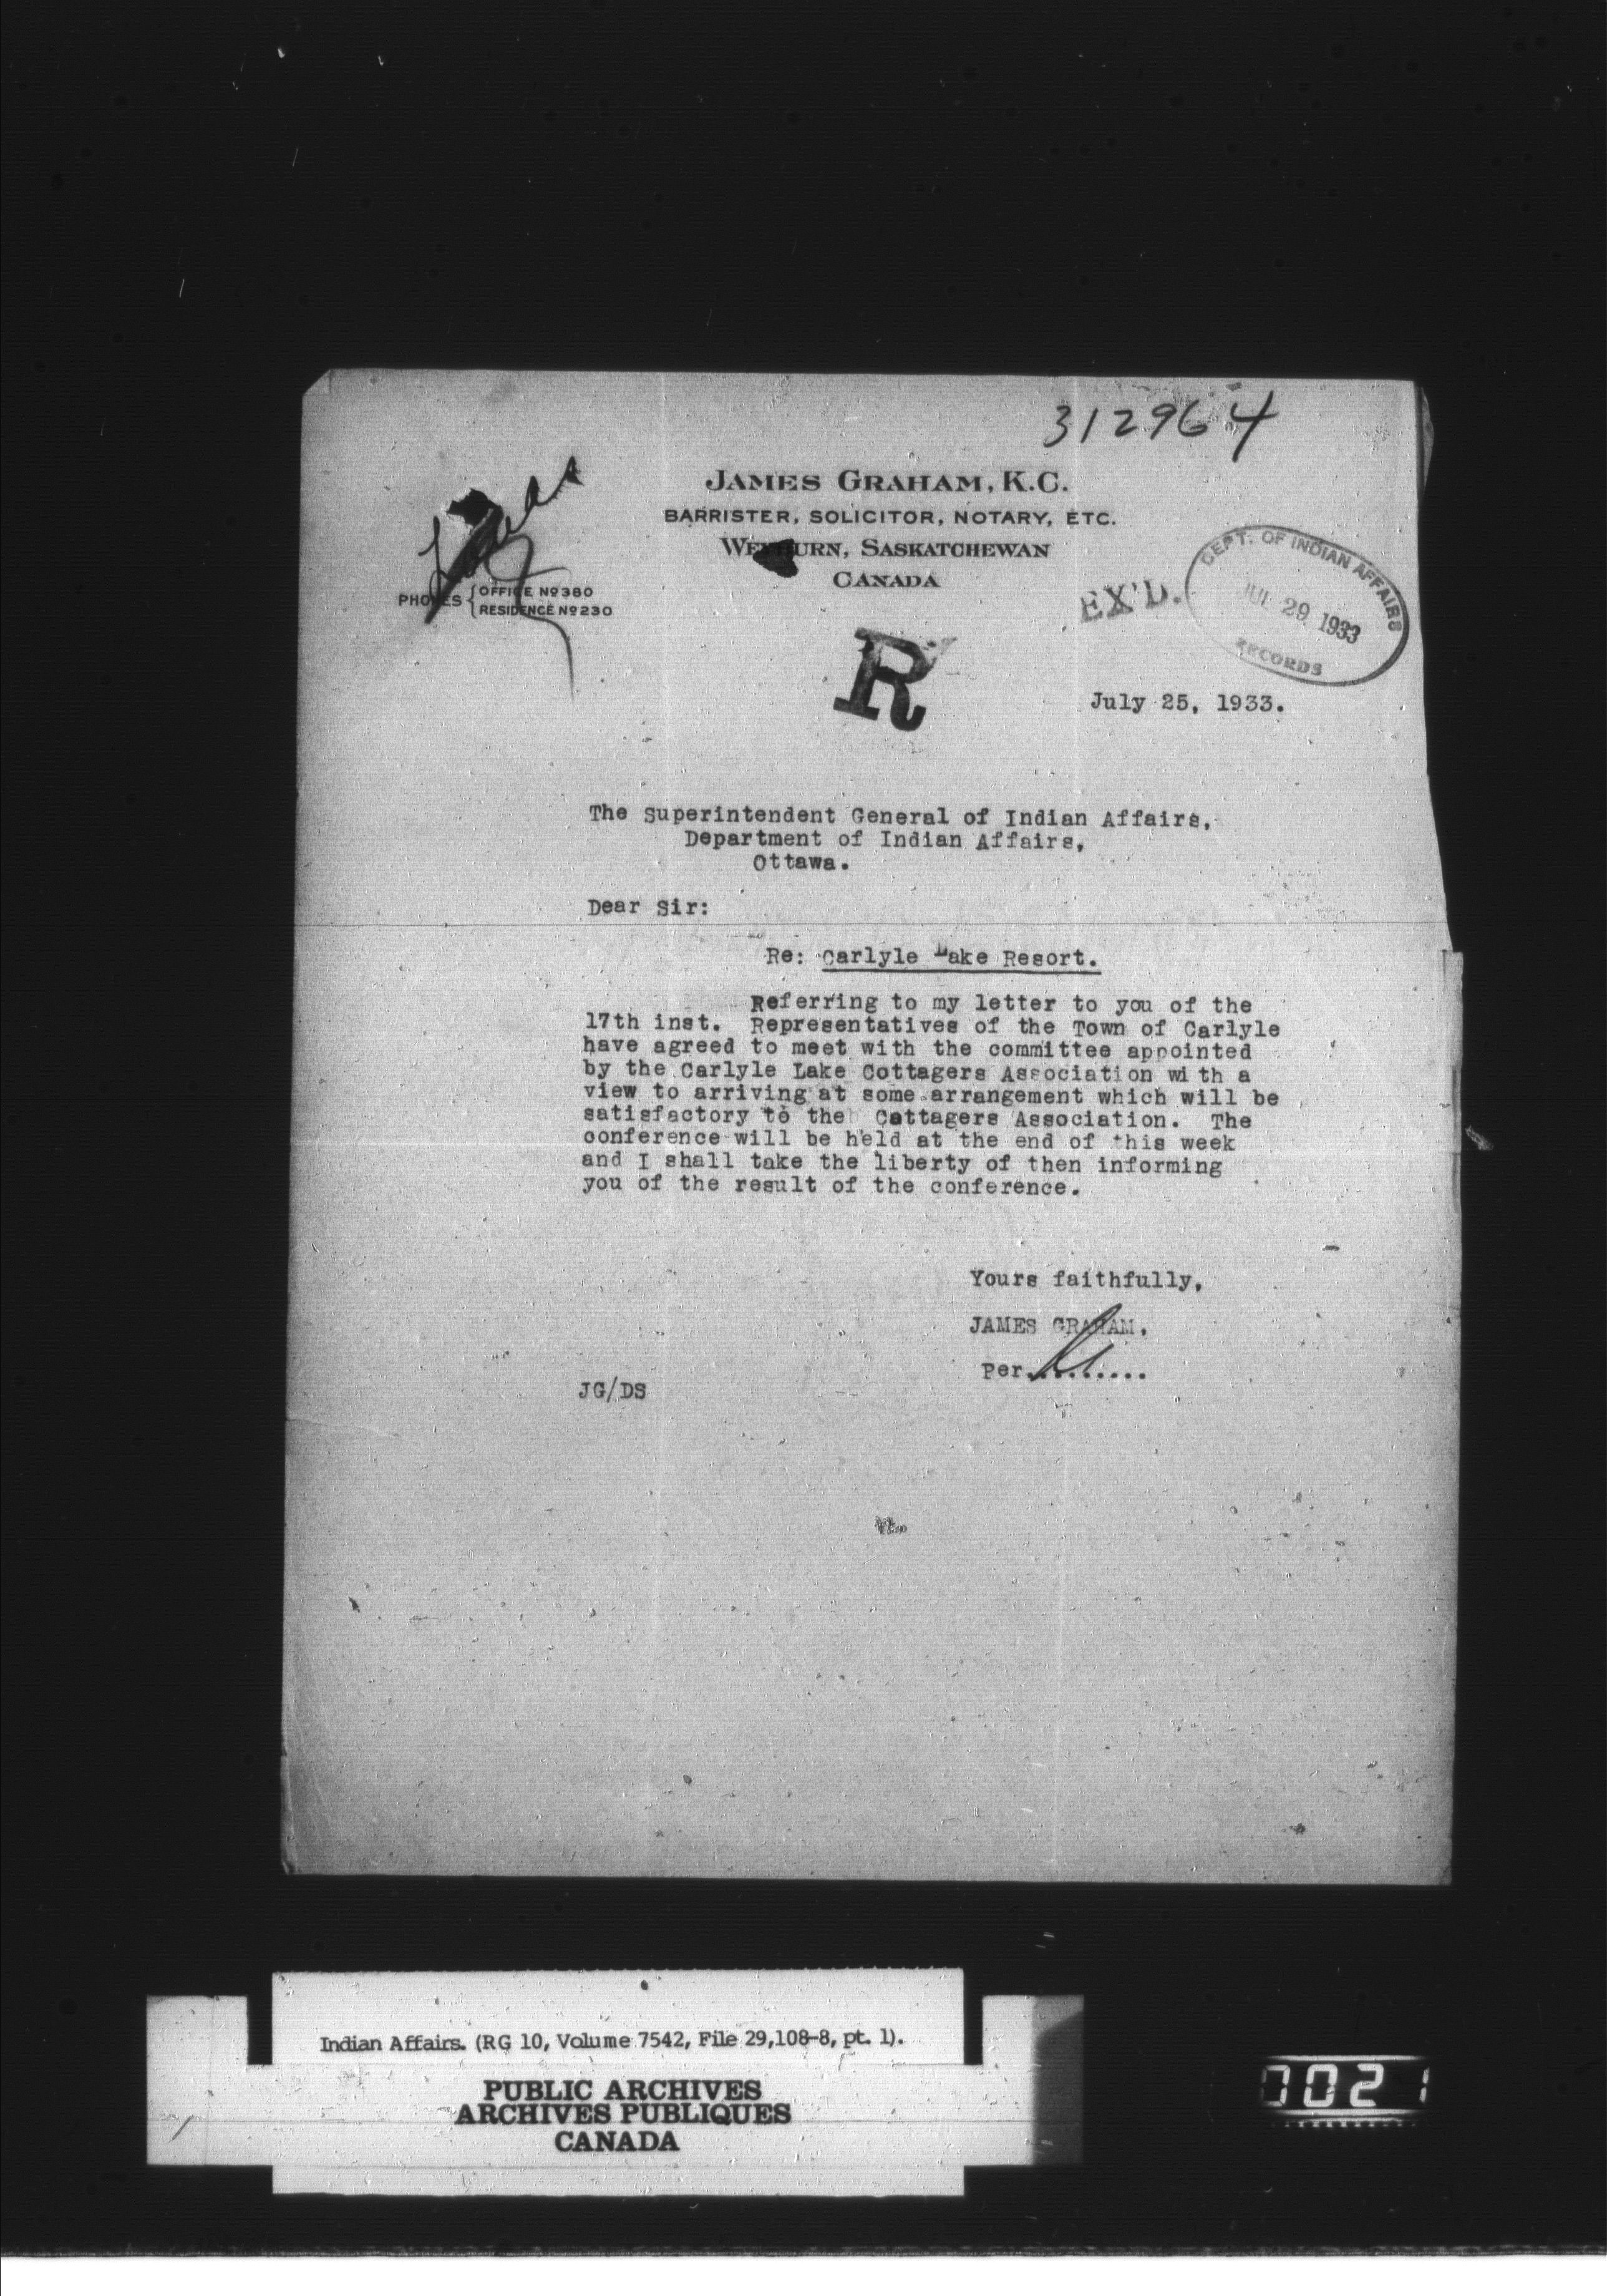 312964
JAMES GRAHAM, K.C.
BARRISTER, SOLICITOR, NOTARY, ETC.
WEYBURN, SASKATCHEWAN
CANADA
PHONES { OFFICE No 380
RESIDENCE No 230
EX'D.
DEPT. OF INDIAN AFFAIRS
JUL 29 1933
RECORDS
R
July 25, 1933.
The Superintendent General of Indian Affairs,
Department of Indian Affairs,
Ottawa.
Dear Sir:
Re: Carlyle Lake Resort.
Referring to my letter to you of the
17th inst. Representatives of the Town of Carlyle
have agreed to meet with the committee appointed
by the Carlyle Lake Cottagers Association with a
view to arriving at some arrangement which will be
satisfactory to the Cottagers Association. The
conference will be held at the end of this week
and I shall take the liberty of then informing
you of the result of the conference.
Yours faithfully,
JAMES GRAHAM.
Per..........
JG/DS
Indian Affairs. (RG 10, Volume 7542, File 29,108-8, pt. 1).
PUBLIC ARCHIVES
ARCHIVES PUBLIQUES
CANADA
0021